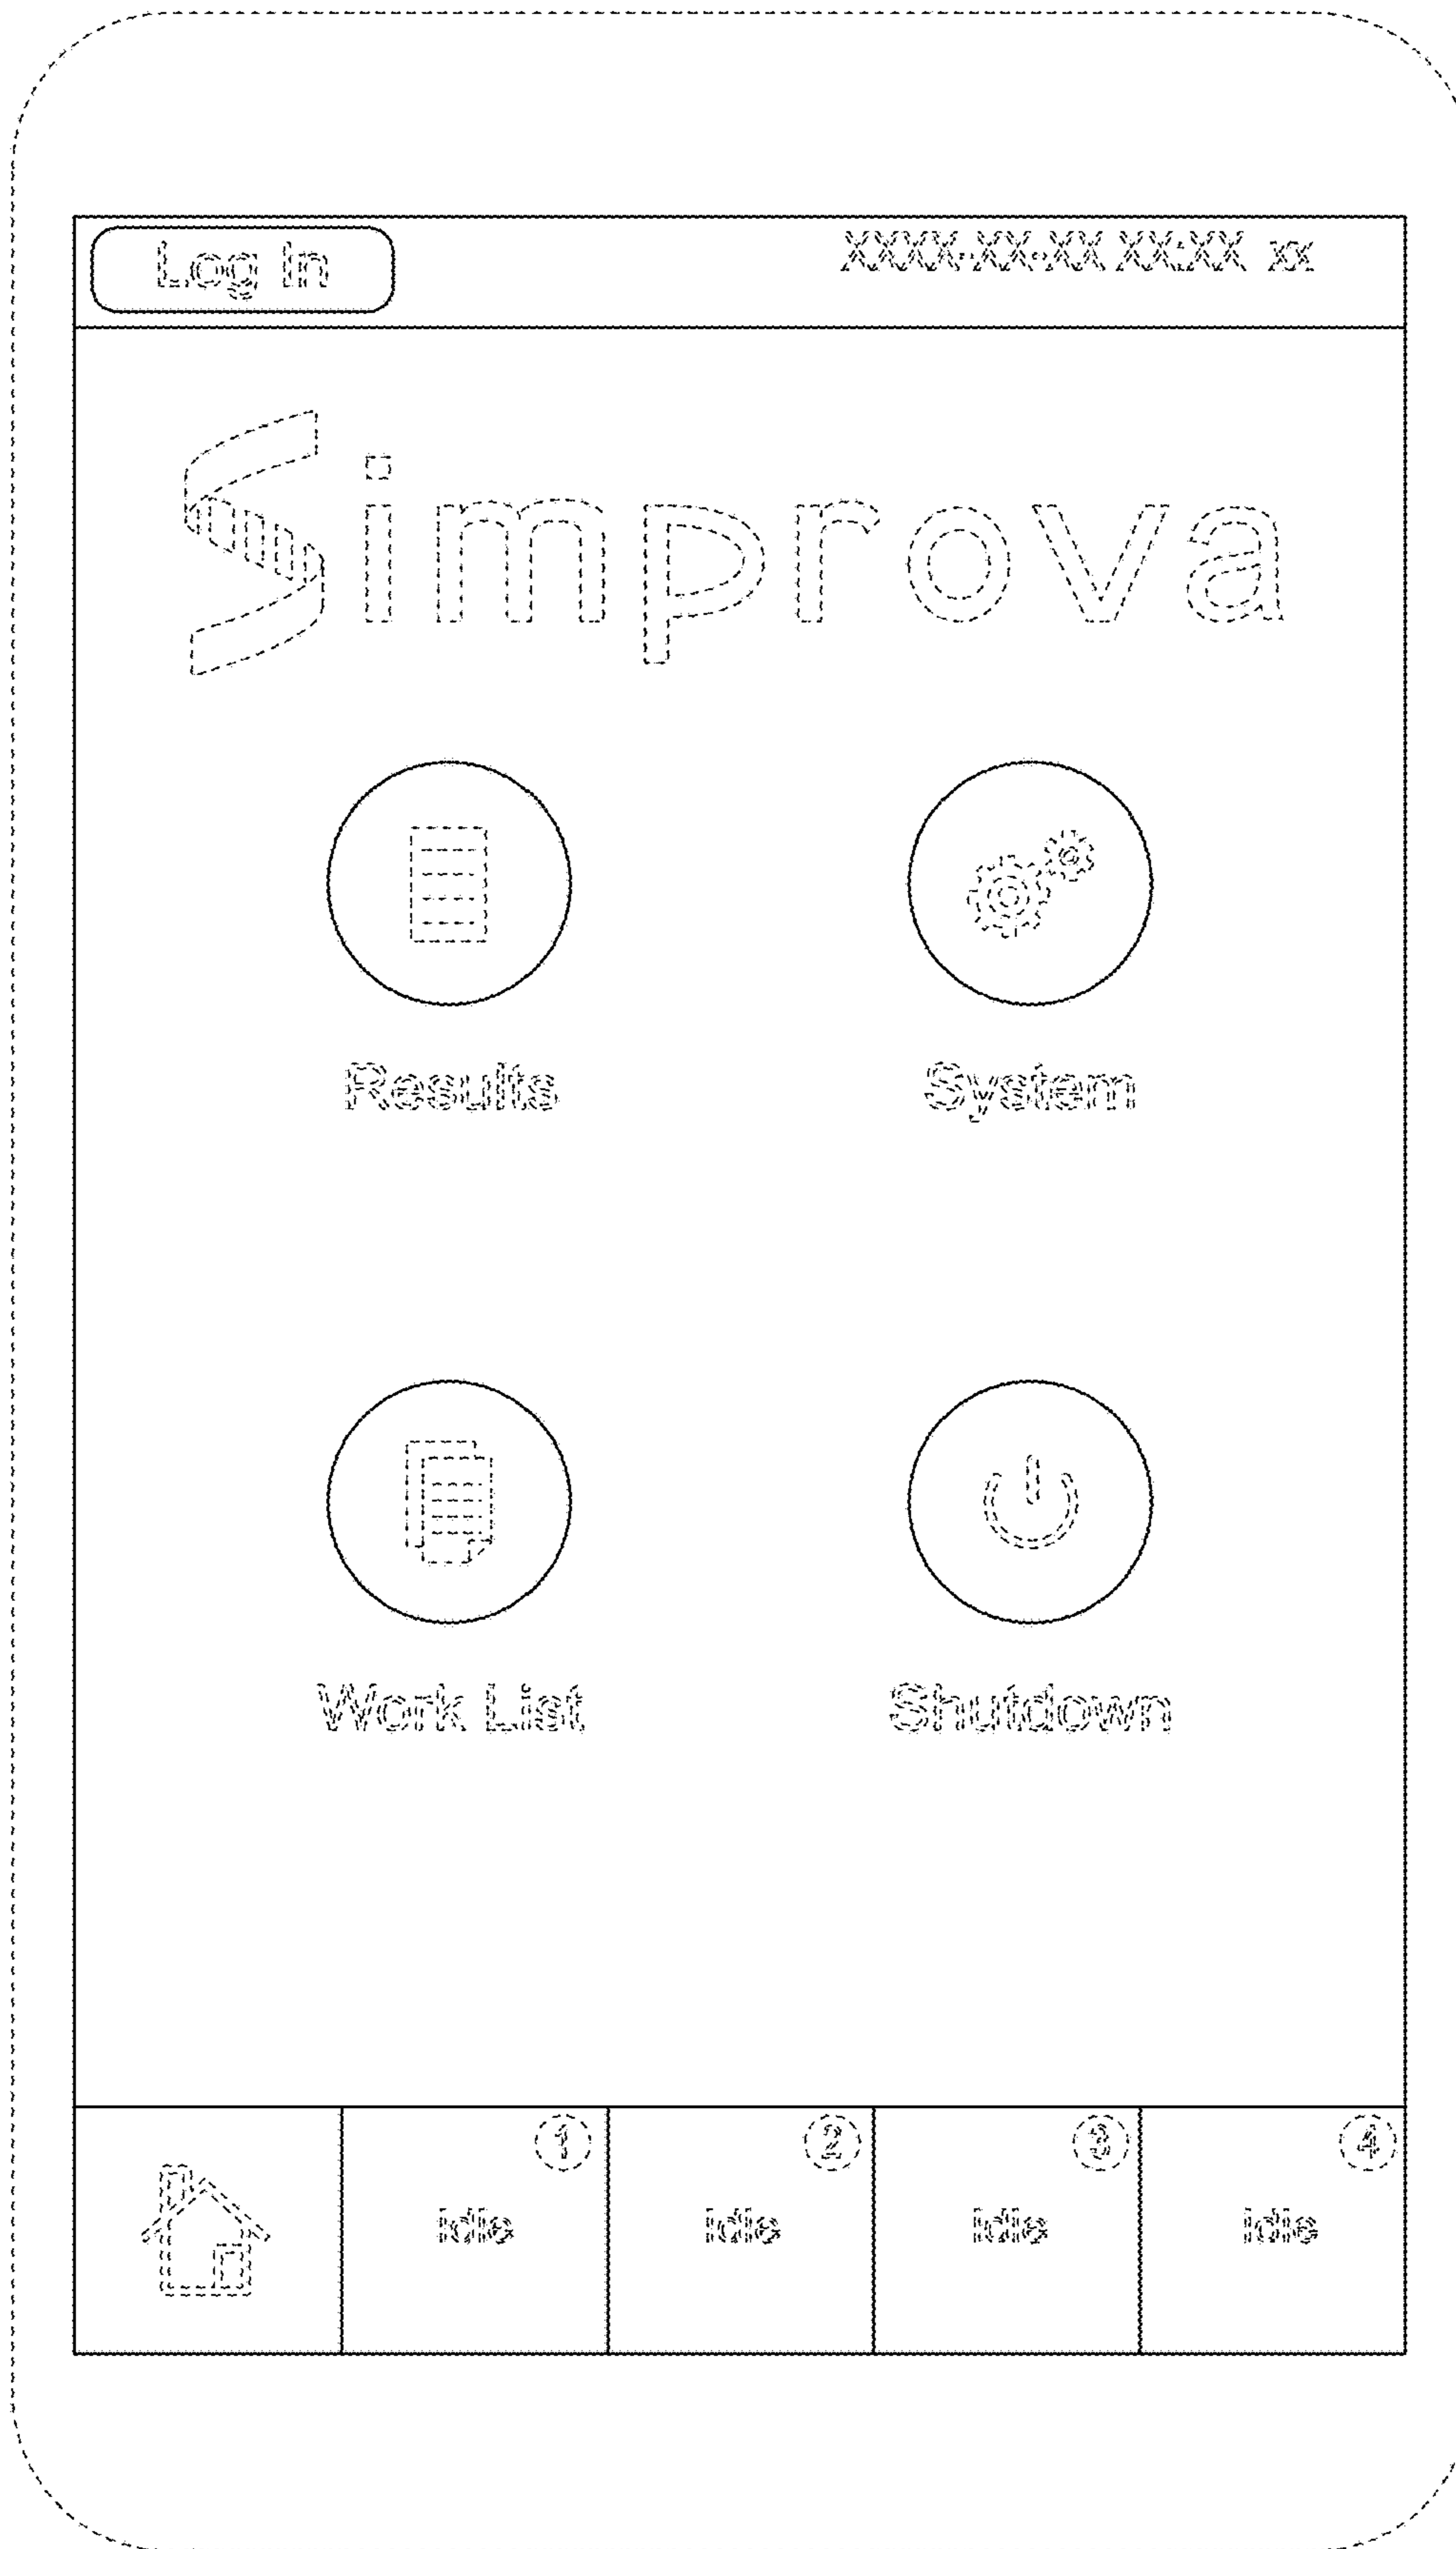 Log In XXXX-XX-XX XX:XX xx
Simprova
Results System
Work List Shutdown
1 2 3 4
Idle Idle Idle Idle